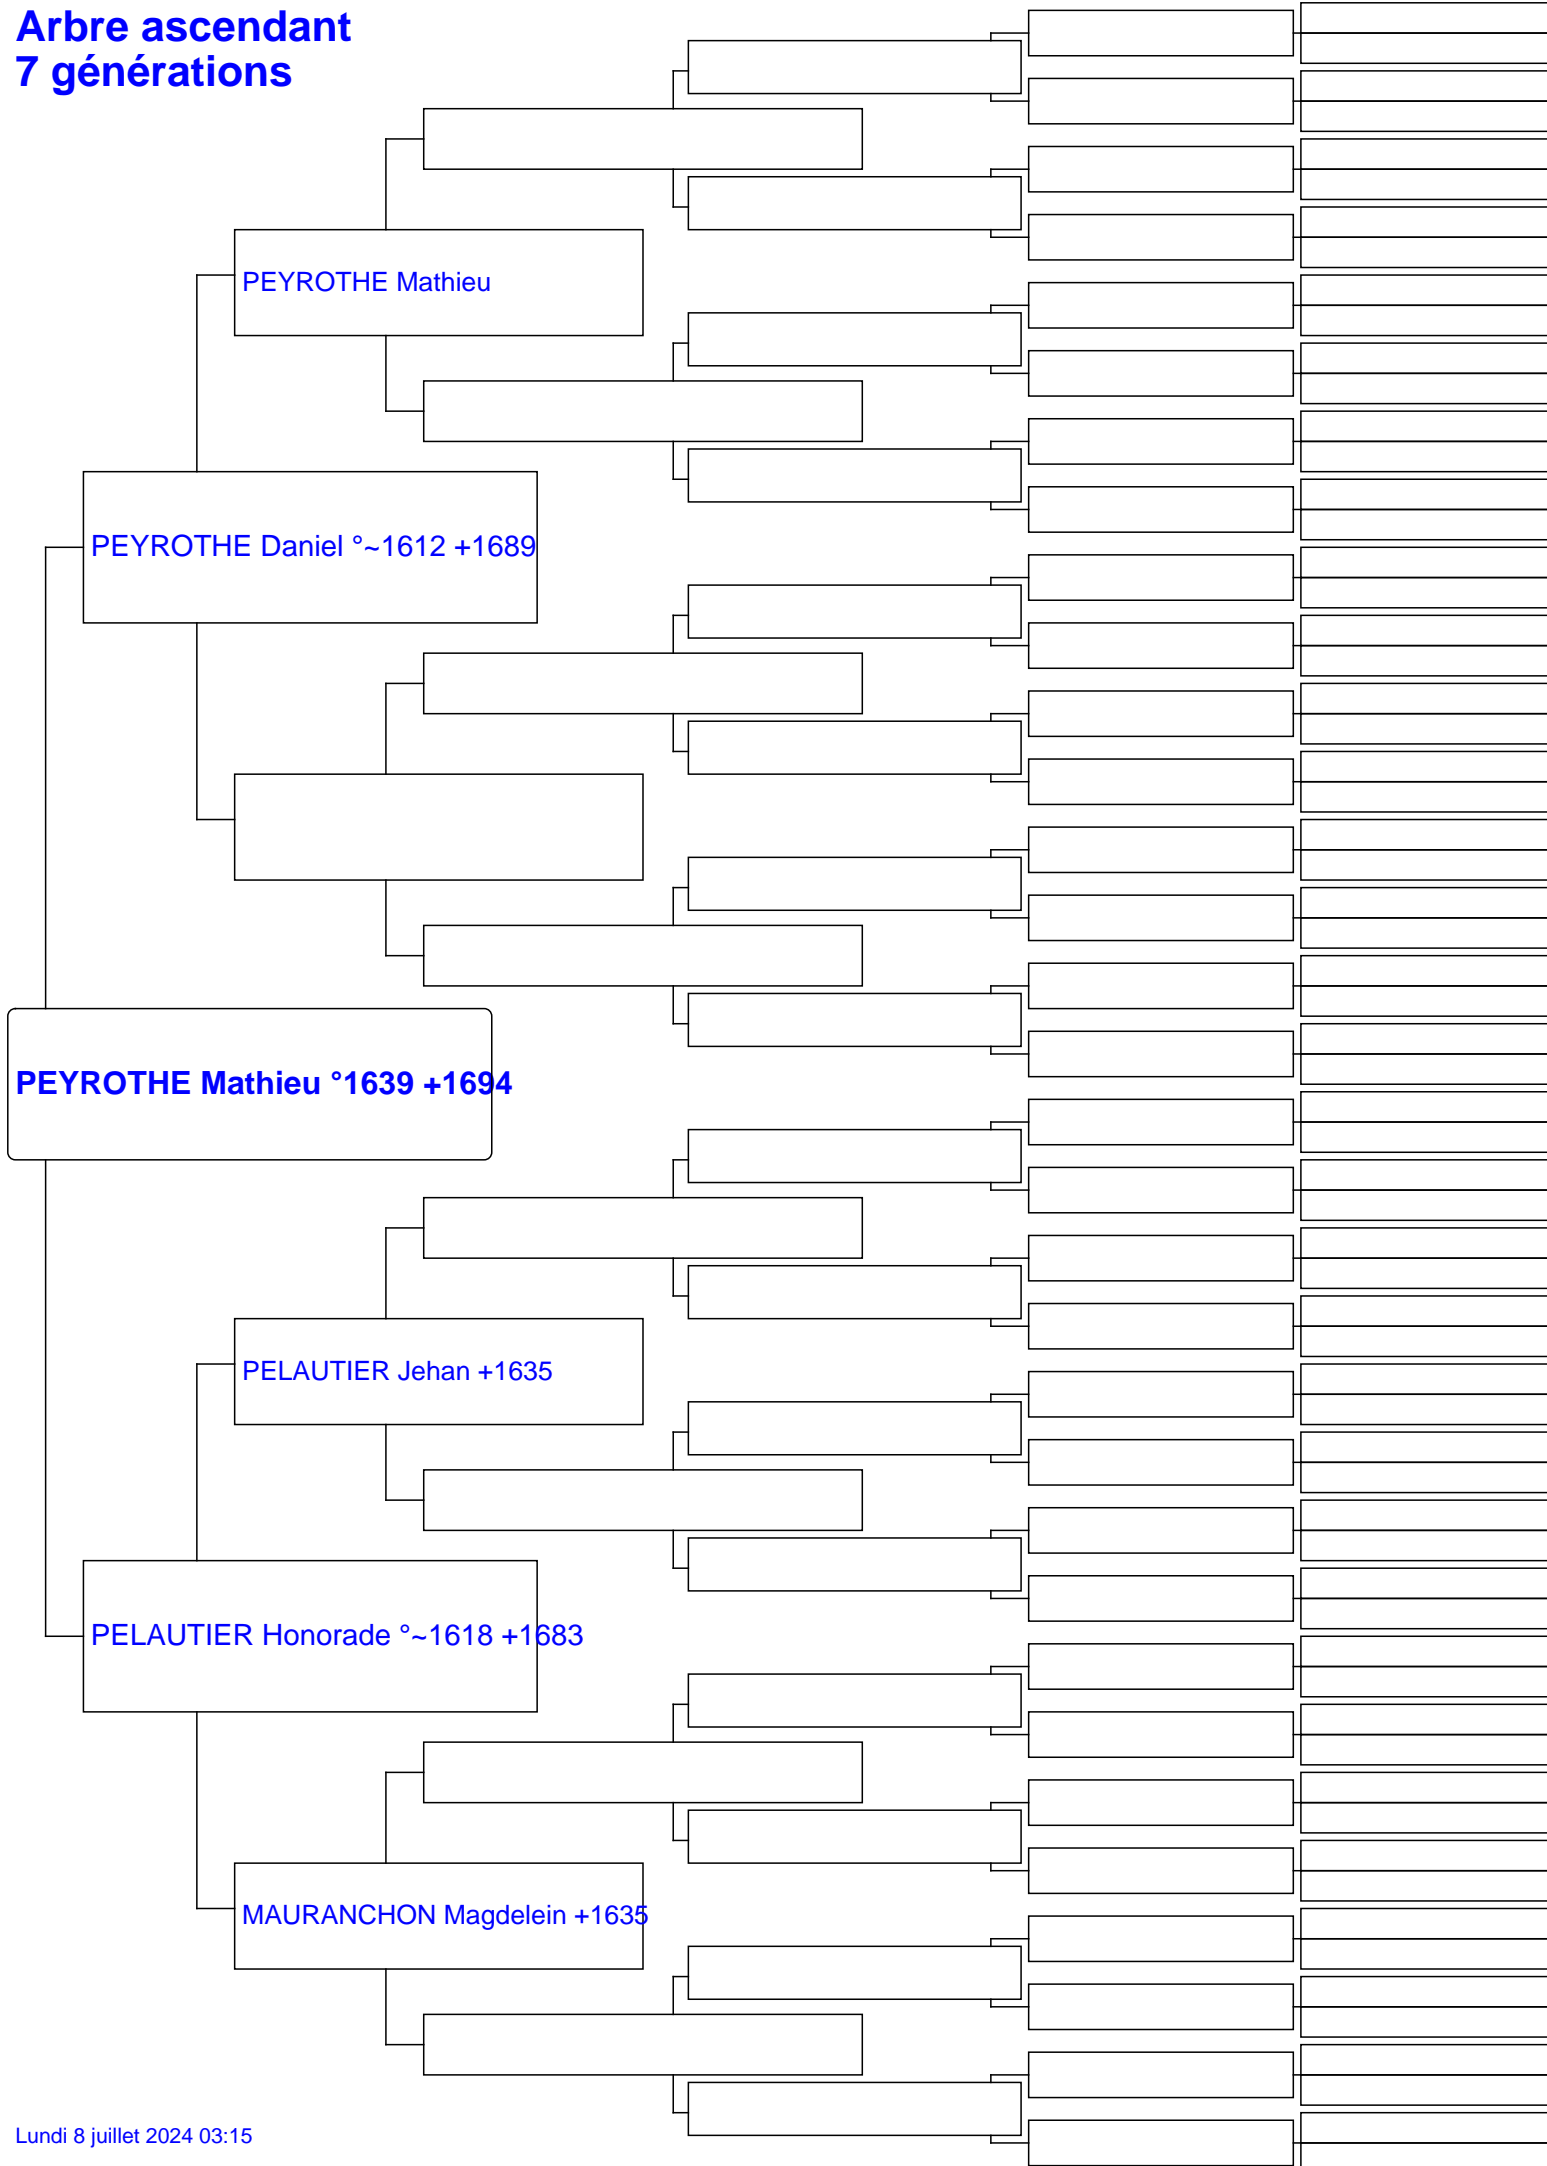 Arbre ascendant
7 générations
PEYROTHE Mathieu
PEYROTHE Daniel °~1612 +1689
PEYROTHE Mathieu °1639 +1694
PELAUTIER Jehan +1635
PELAUTIER Honorade °~1618 +1683
MAURANCHON Magdelein +1635
Lundi 8 juillet 2024 03:15